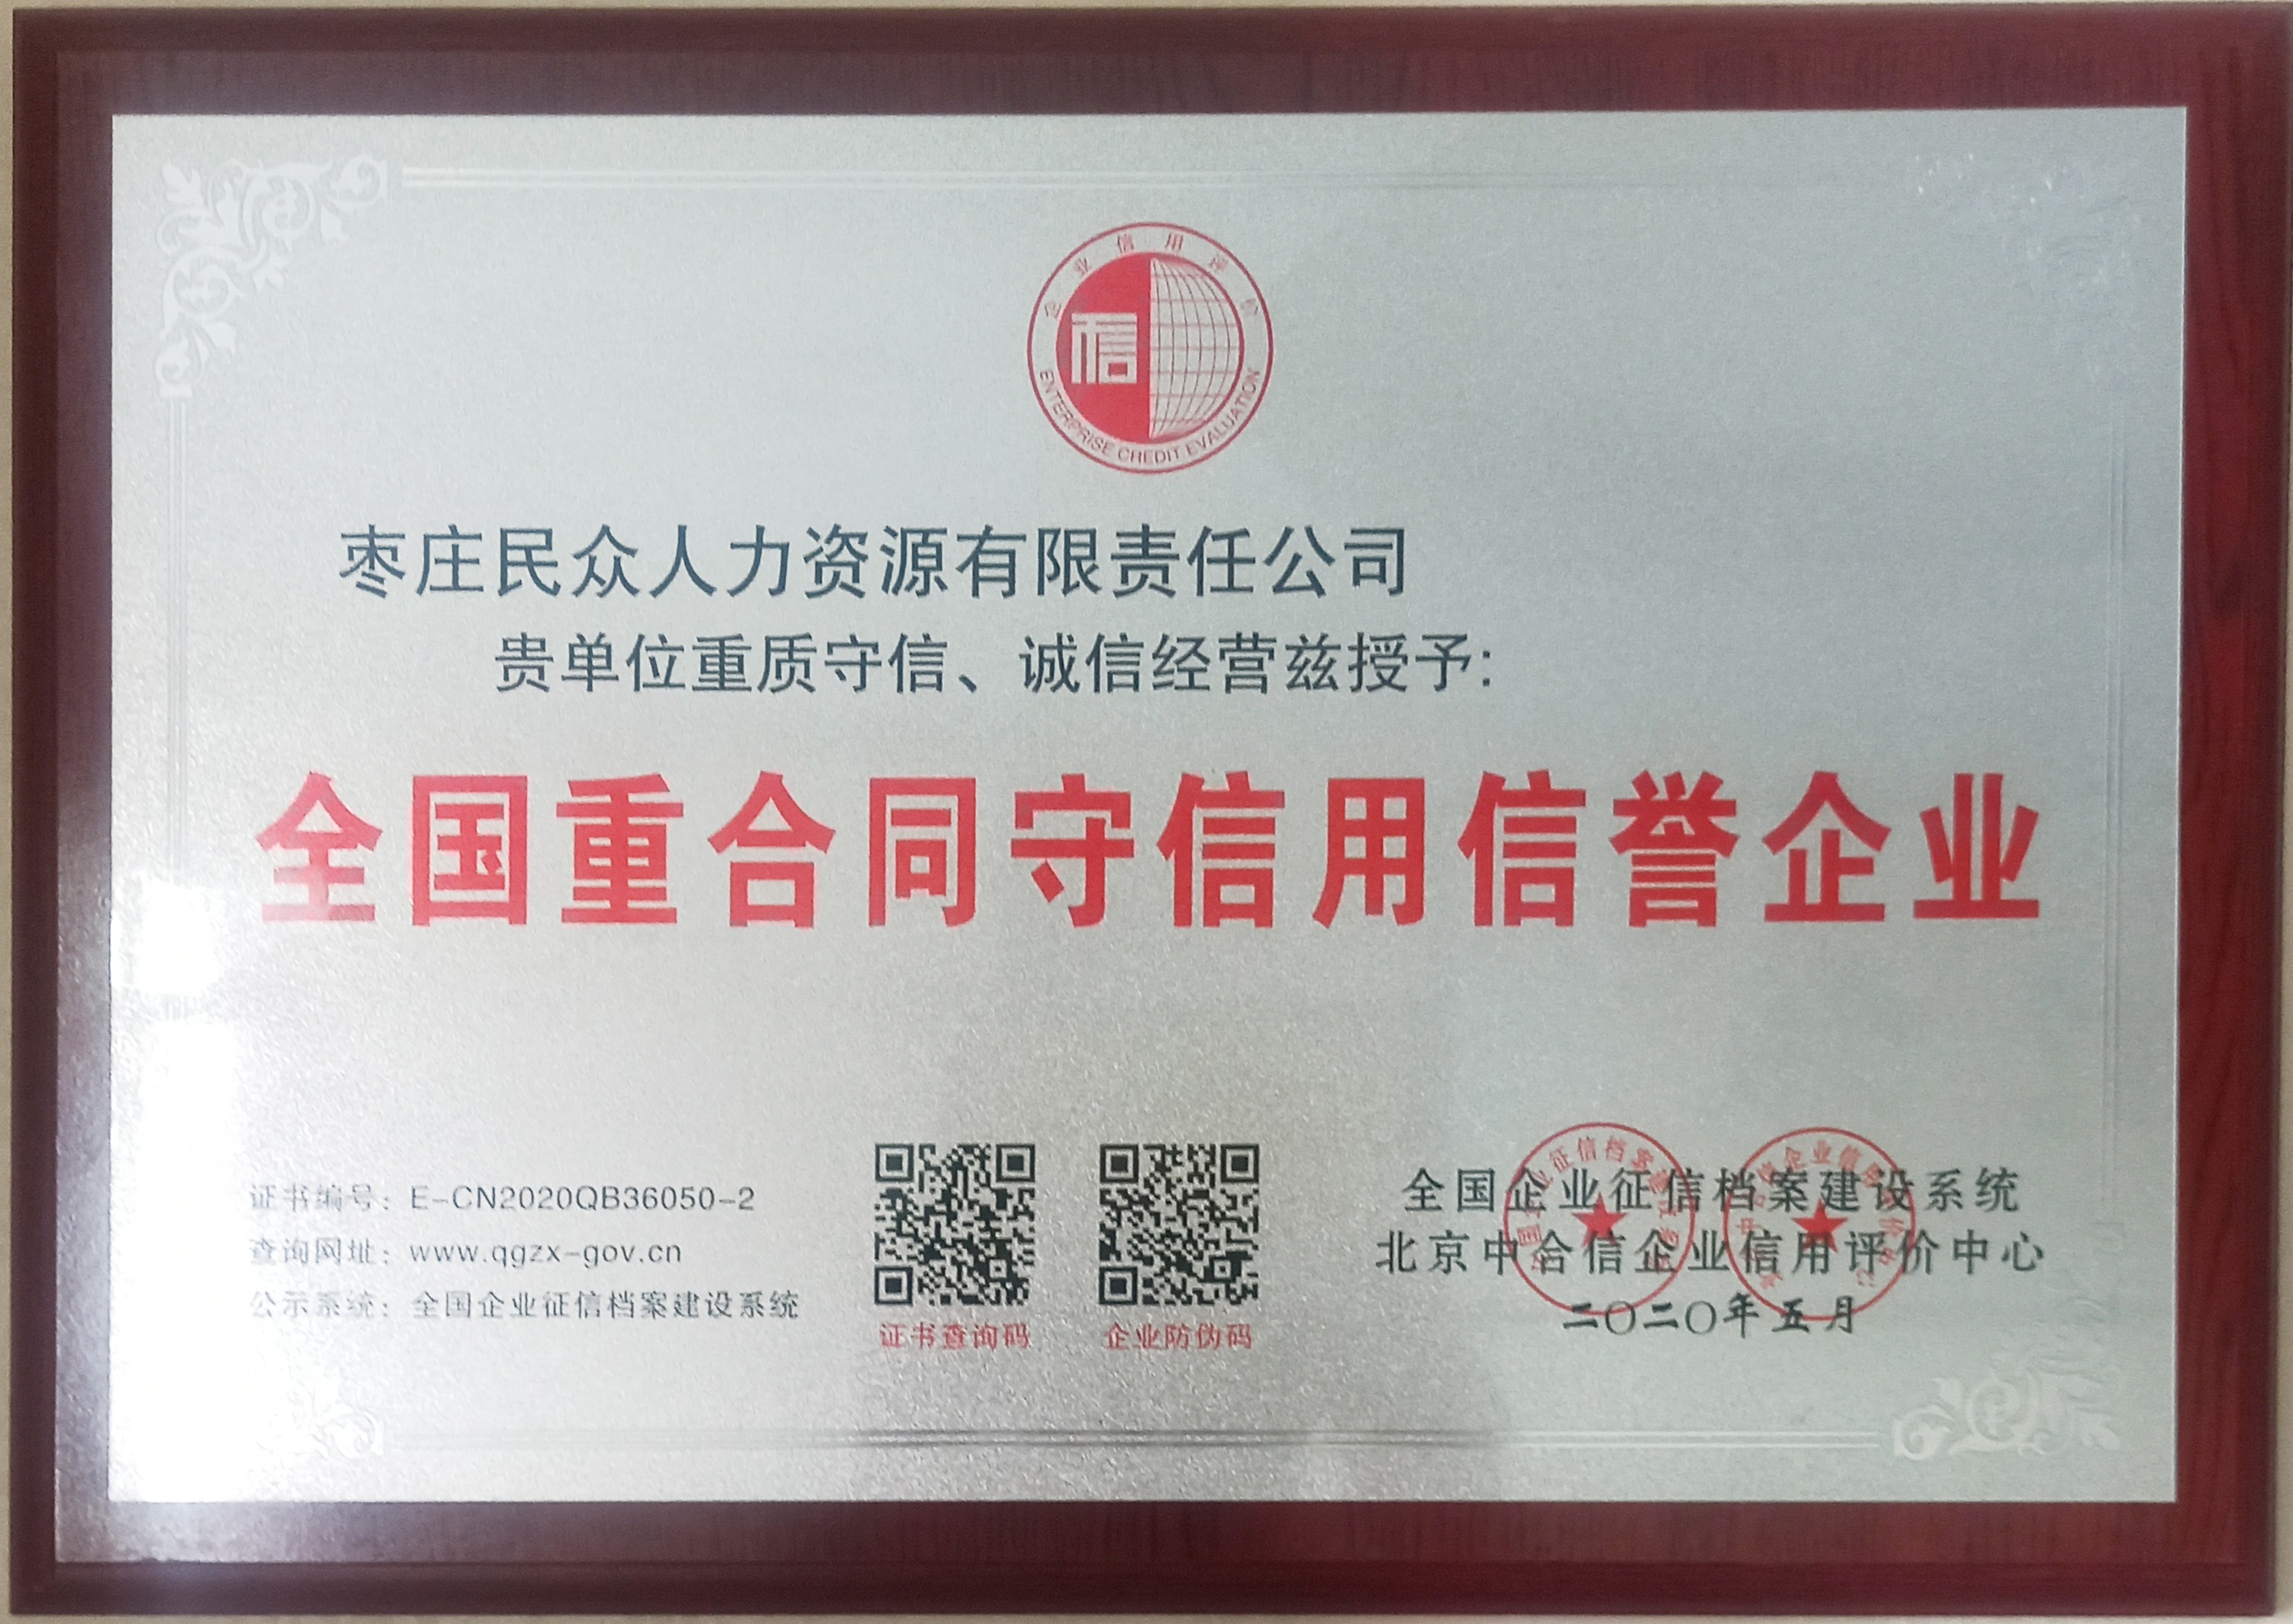 企业信用评价
信
ENTERPRISE CREDIT EVALUATION
枣庄民众人力资源有限责任公司
贵单位重质守信、诚信经营兹授予:
全国重合同守信用信誉企业
证书编号: E-CN2020QB36050-2
查询网址: www.qgzx-gov.cn
公示系统: 全国企业征信档案建设系统
证书查询码
企业防伪码
全国企业征信档案建设系统
北京中合信企业信用评价中心
二〇二〇年五月